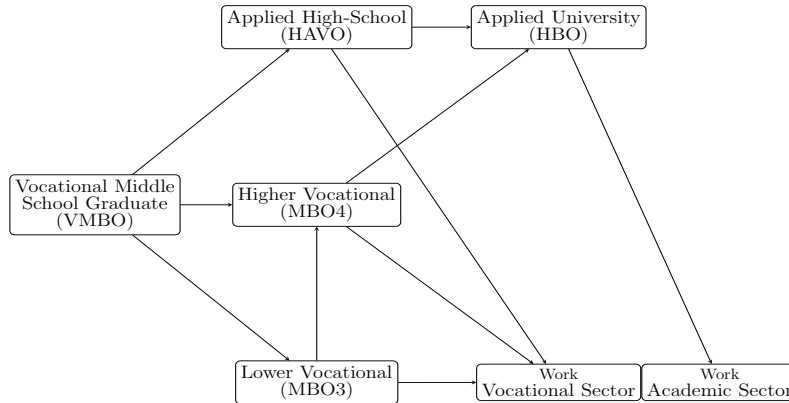 Applied High-School
(HAVO)
Applied University
(HBO)
Vocational Middle
School Graduate
(VMBO)
Higher Vocational
(MBO4)
Lower Vocational
(MBO3)
Work
Vocational Sector
Work
Academic Sector